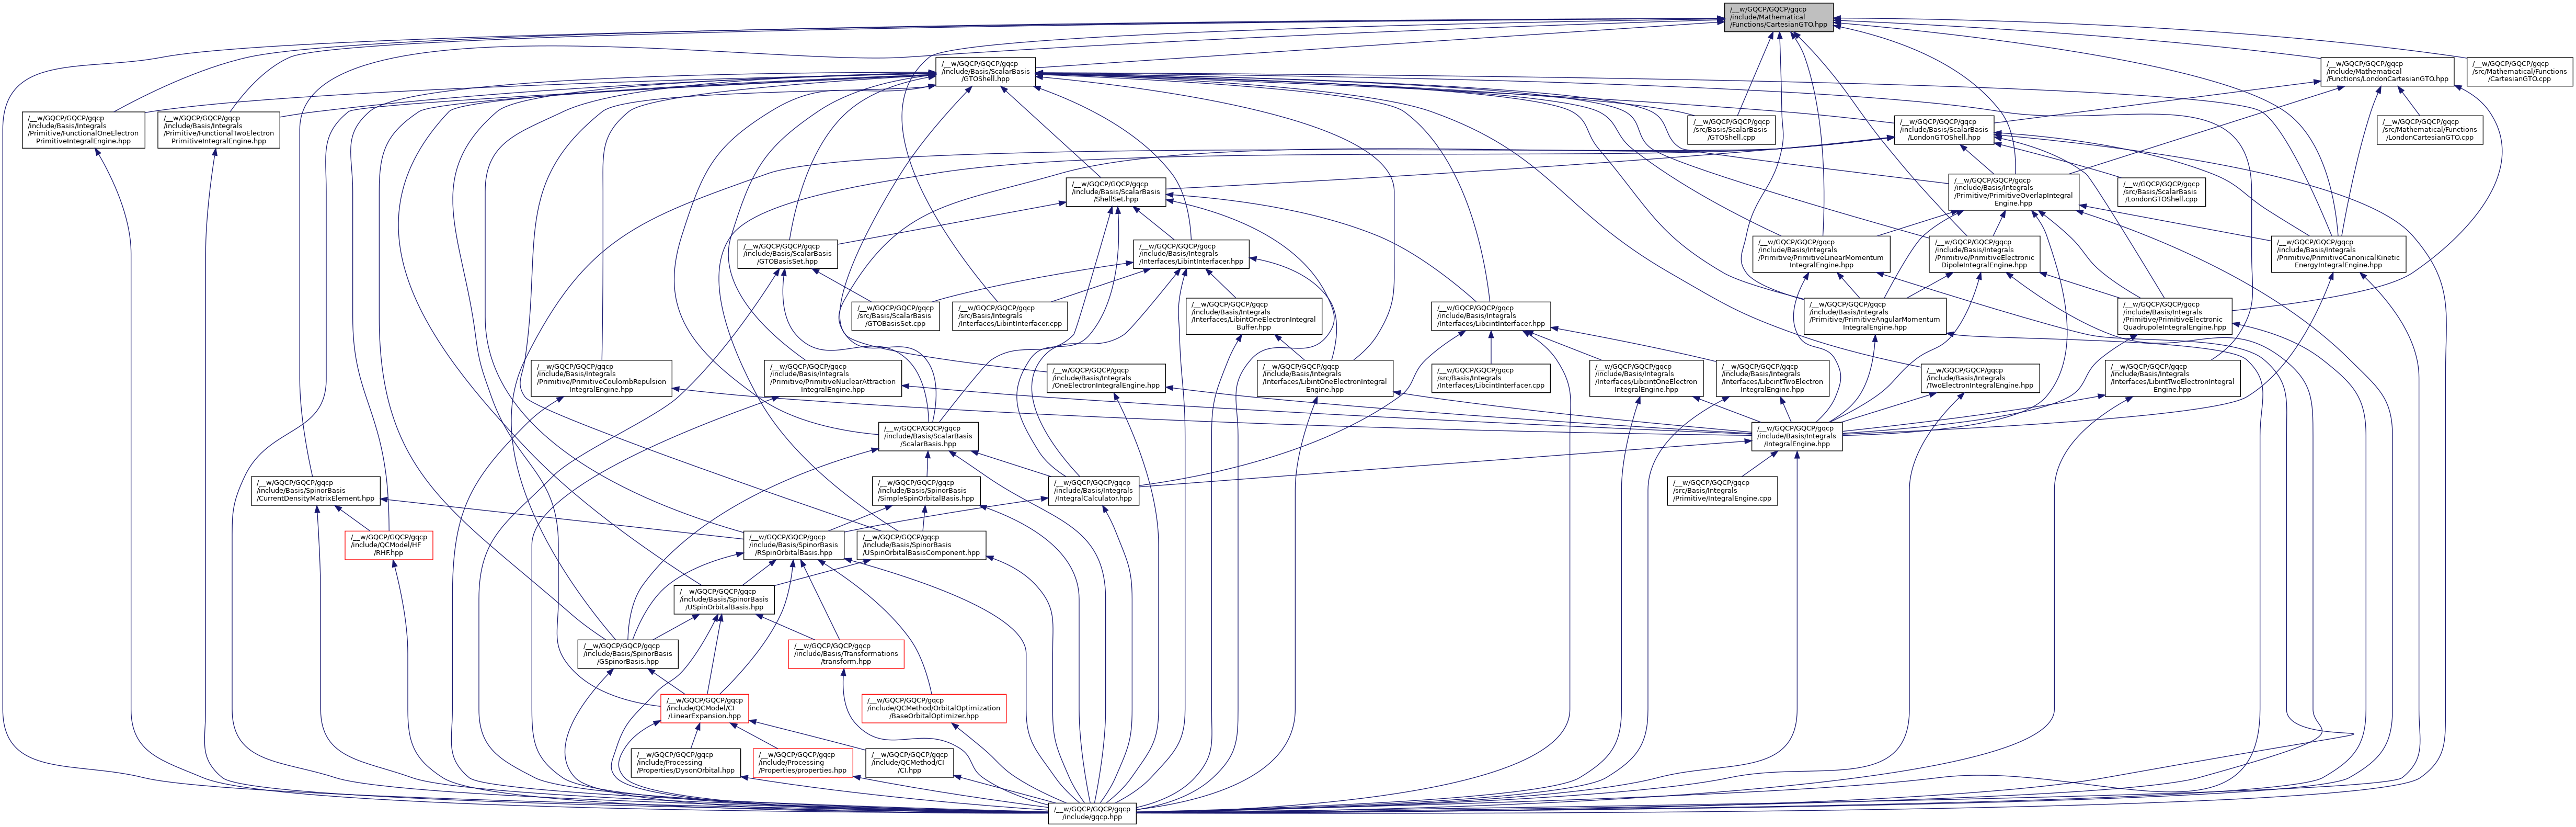 /__w/GQCP/GQCP/gqcp
/include/Mathematical
/Functions/CartesianGTO.hpp
/__w/GQCP/GQCP/gqcp
/include/Basis/ScalarBasis
/GTOShell.hpp
/__w/GQCP/GQCP/gqcp
/include/Mathematical
/Functions/LondonCartesianGTO.hpp
/__w/GQCP/GQCP/gqcp
/src/Mathematical/Functions
/CartesianGTO.cpp
/__w/GQCP/GQCP/gqcp
/include/Basis/Integrals
/Primitive/FunctionalOneElectron
PrimitiveIntegralEngine.hpp
/__w/GQCP/GQCP/gqcp
/include/Basis/Integrals
/Primitive/FunctionalTwoElectron
PrimitiveIntegralEngine.hpp
/__w/GQCP/GQCP/gqcp
/src/Basis/ScalarBasis
/GTOShell.cpp
/__w/GQCP/GQCP/gqcp
/include/Basis/ScalarBasis
/LondonGTOShell.hpp
/__w/GQCP/GQCP/gqcp
/src/Mathematical/Functions
/LondonCartesianGTO.cpp
/__w/GQCP/GQCP/gqcp
/include/Basis/ScalarBasis
/ShellSet.hpp
/__w/GQCP/GQCP/gqcp
/include/Basis/Integrals
/Primitive/PrimitiveOverlapIntegral
Engine.hpp
/__w/GQCP/GQCP/gqcp
/src/Basis/ScalarBasis
/LondonGTOShell.cpp
/__w/GQCP/GQCP/gqcp
/include/Basis/ScalarBasis
/GTOBasisSet.hpp
/__w/GQCP/GQCP/gqcp
/include/Basis/Integrals
/Interfaces/LibintInterfacer.hpp
/__w/GQCP/GQCP/gqcp
/include/Basis/Integrals
/Primitive/PrimitiveLinearMomentum
IntegralEngine.hpp
/__w/GQCP/GQCP/gqcp
/include/Basis/Integrals
/Primitive/PrimitiveElectronic
DipoleIntegralEngine.hpp
/__w/GQCP/GQCP/gqcp
/include/Basis/Integrals
/Primitive/PrimitiveCanonicalKinetic
EnergyIntegralEngine.hpp
/__w/GQCP/GQCP/gqcp
/src/Basis/ScalarBasis
/GTOBasisSet.cpp
/__w/GQCP/GQCP/gqcp
/src/Basis/Integrals
/Interfaces/LibintInterfacer.cpp
/__w/GQCP/GQCP/gqcp
/include/Basis/Integrals
/Interfaces/LibintOneElectronIntegral
Buffer.hpp
/__w/GQCP/GQCP/gqcp
/include/Basis/Integrals
/Interfaces/LibcintInterfacer.hpp
/__w/GQCP/GQCP/gqcp
/include/Basis/Integrals
/Primitive/PrimitiveAngularMomentum
IntegralEngine.hpp
/__w/GQCP/GQCP/gqcp
/include/Basis/Integrals
/Primitive/PrimitiveElectronic
QuadrupoleIntegralEngine.hpp
/__w/GQCP/GQCP/gqcp
/include/Basis/Integrals
/Primitive/PrimitiveCoulombRepulsion
IntegralEngine.hpp
/__w/GQCP/GQCP/gqcp
/include/Basis/Integrals
/Primitive/PrimitiveNuclearAttraction
IntegralEngine.hpp
/__w/GQCP/GQCP/gqcp
/include/Basis/Integrals
/OneElectronIntegralEngine.hpp
/__w/GQCP/GQCP/gqcp
/include/Basis/Integrals
/Interfaces/LibintOneElectronIntegral
Engine.hpp
/__w/GQCP/GQCP/gqcp
/src/Basis/Integrals
/Interfaces/LibcintInterfacer.cpp
/__w/GQCP/GQCP/gqcp
/include/Basis/Integrals
/Interfaces/LibcintOneElectron
IntegralEngine.hpp
/__w/GQCP/GQCP/gqcp
/include/Basis/Integrals
/Interfaces/LibcintTwoElectron
IntegralEngine.hpp
/__w/GQCP/GQCP/gqcp
/include/Basis/Integrals
/TwoElectronIntegralEngine.hpp
/__w/GQCP/GQCP/gqcp
/include/Basis/Integrals
/Interfaces/LibintTwoElectronIntegral
Engine.hpp
/__w/GQCP/GQCP/gqcp
/include/Basis/ScalarBasis
/ScalarBasis.hpp
/__w/GQCP/GQCP/gqcp
/include/Basis/Integrals
/IntegralEngine.hpp
/__w/GQCP/GQCP/gqcp
/include/Basis/SpinorBasis
/CurrentDensityMatrixElement.hpp
/__w/GQCP/GQCP/gqcp
/include/Basis/SpinorBasis
/SimpleSpinOrbitalBasis.hpp
/__w/GQCP/GQCP/gqcp
/include/Basis/Integrals
/IntegralCalculator.hpp
/__w/GQCP/GQCP/gqcp
/src/Basis/Integrals
/Primitive/IntegralEngine.cpp
/__w/GQCP/GQCP/gqcp
/include/QCModel/HF
/RHF.hpp
/__w/GQCP/GQCP/gqcp
/include/Basis/SpinorBasis
/RSpinOrbitalBasis.hpp
/__w/GQCP/GQCP/gqcp
/include/Basis/SpinorBasis
/USpinOrbitalBasisComponent.hpp
/__w/GQCP/GQCP/gqcp
/include/Basis/SpinorBasis
/USpinOrbitalBasis.hpp
/__w/GQCP/GQCP/gqcp
/include/Basis/SpinorBasis
/GSpinorBasis.hpp
/__w/GQCP/GQCP/gqcp
/include/Basis/Transformations
/transform.hpp
/__w/GQCP/GQCP/gqcp
/include/QCModel/CI
/LinearExpansion.hpp
/__w/GQCP/GQCP/gqcp
/include/QCMethod/OrbitalOptimization
/BaseOrbitalOptimizer.hpp
/__w/GQCP/GQCP/gqcp
/include/Processing
/Properties/DysonOrbital.hpp
/__w/GQCP/GQCP/gqcp
/include/Processing
/Properties/properties.hpp
/__w/GQCP/GQCP/gqcp
/include/QCMethod/CI
/CI.hpp
/__w/GQCP/GQCP/gqcp
/include/gqcp.hpp